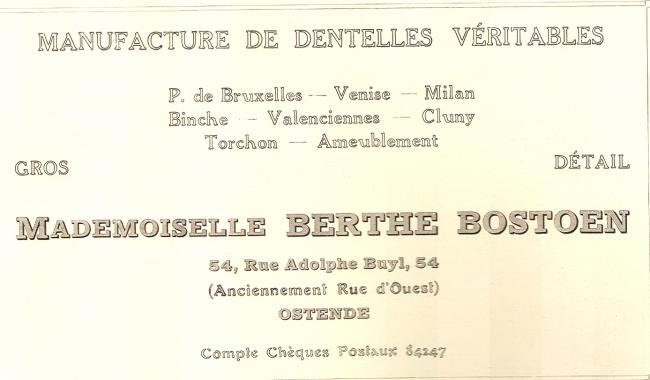 MANUFACTURE DE DENTELLES VÉRITABLES
P. de Bruxelles — Venise — Milan
Binche — Valenciennes — Cluny
Torchon — Ameublement
GROS DÉTAIL
MADEMOISELLE BERTHE BOSTOEN
54, Rue Adolphe Buyl, 54
(Anciennement Rue d'Ouest)
OSTENDE
Compte Chèques Postaux 84247